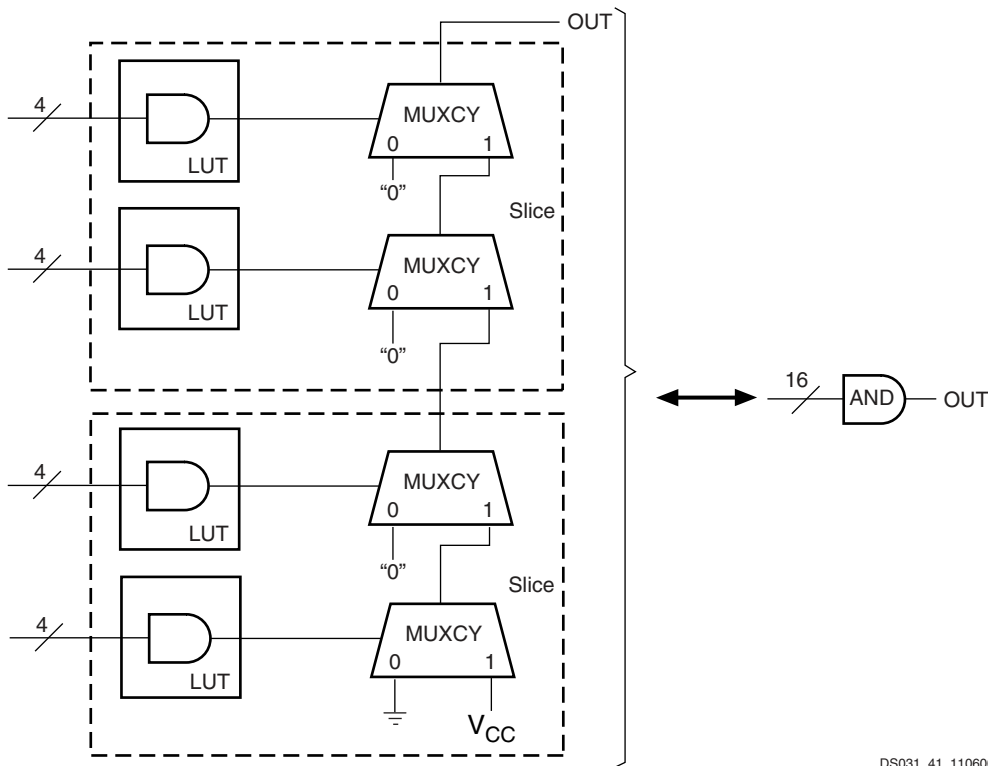 OUT
4
LUT
MUXCY
0 1
“0”
Slice
4
LUT
MUXCY
0 1
“0”
16
AND
OUT
4
LUT
MUXCY
0 1
“0”
Slice
4
LUT
MUXCY
0 1
VCC
DS031_41_110600